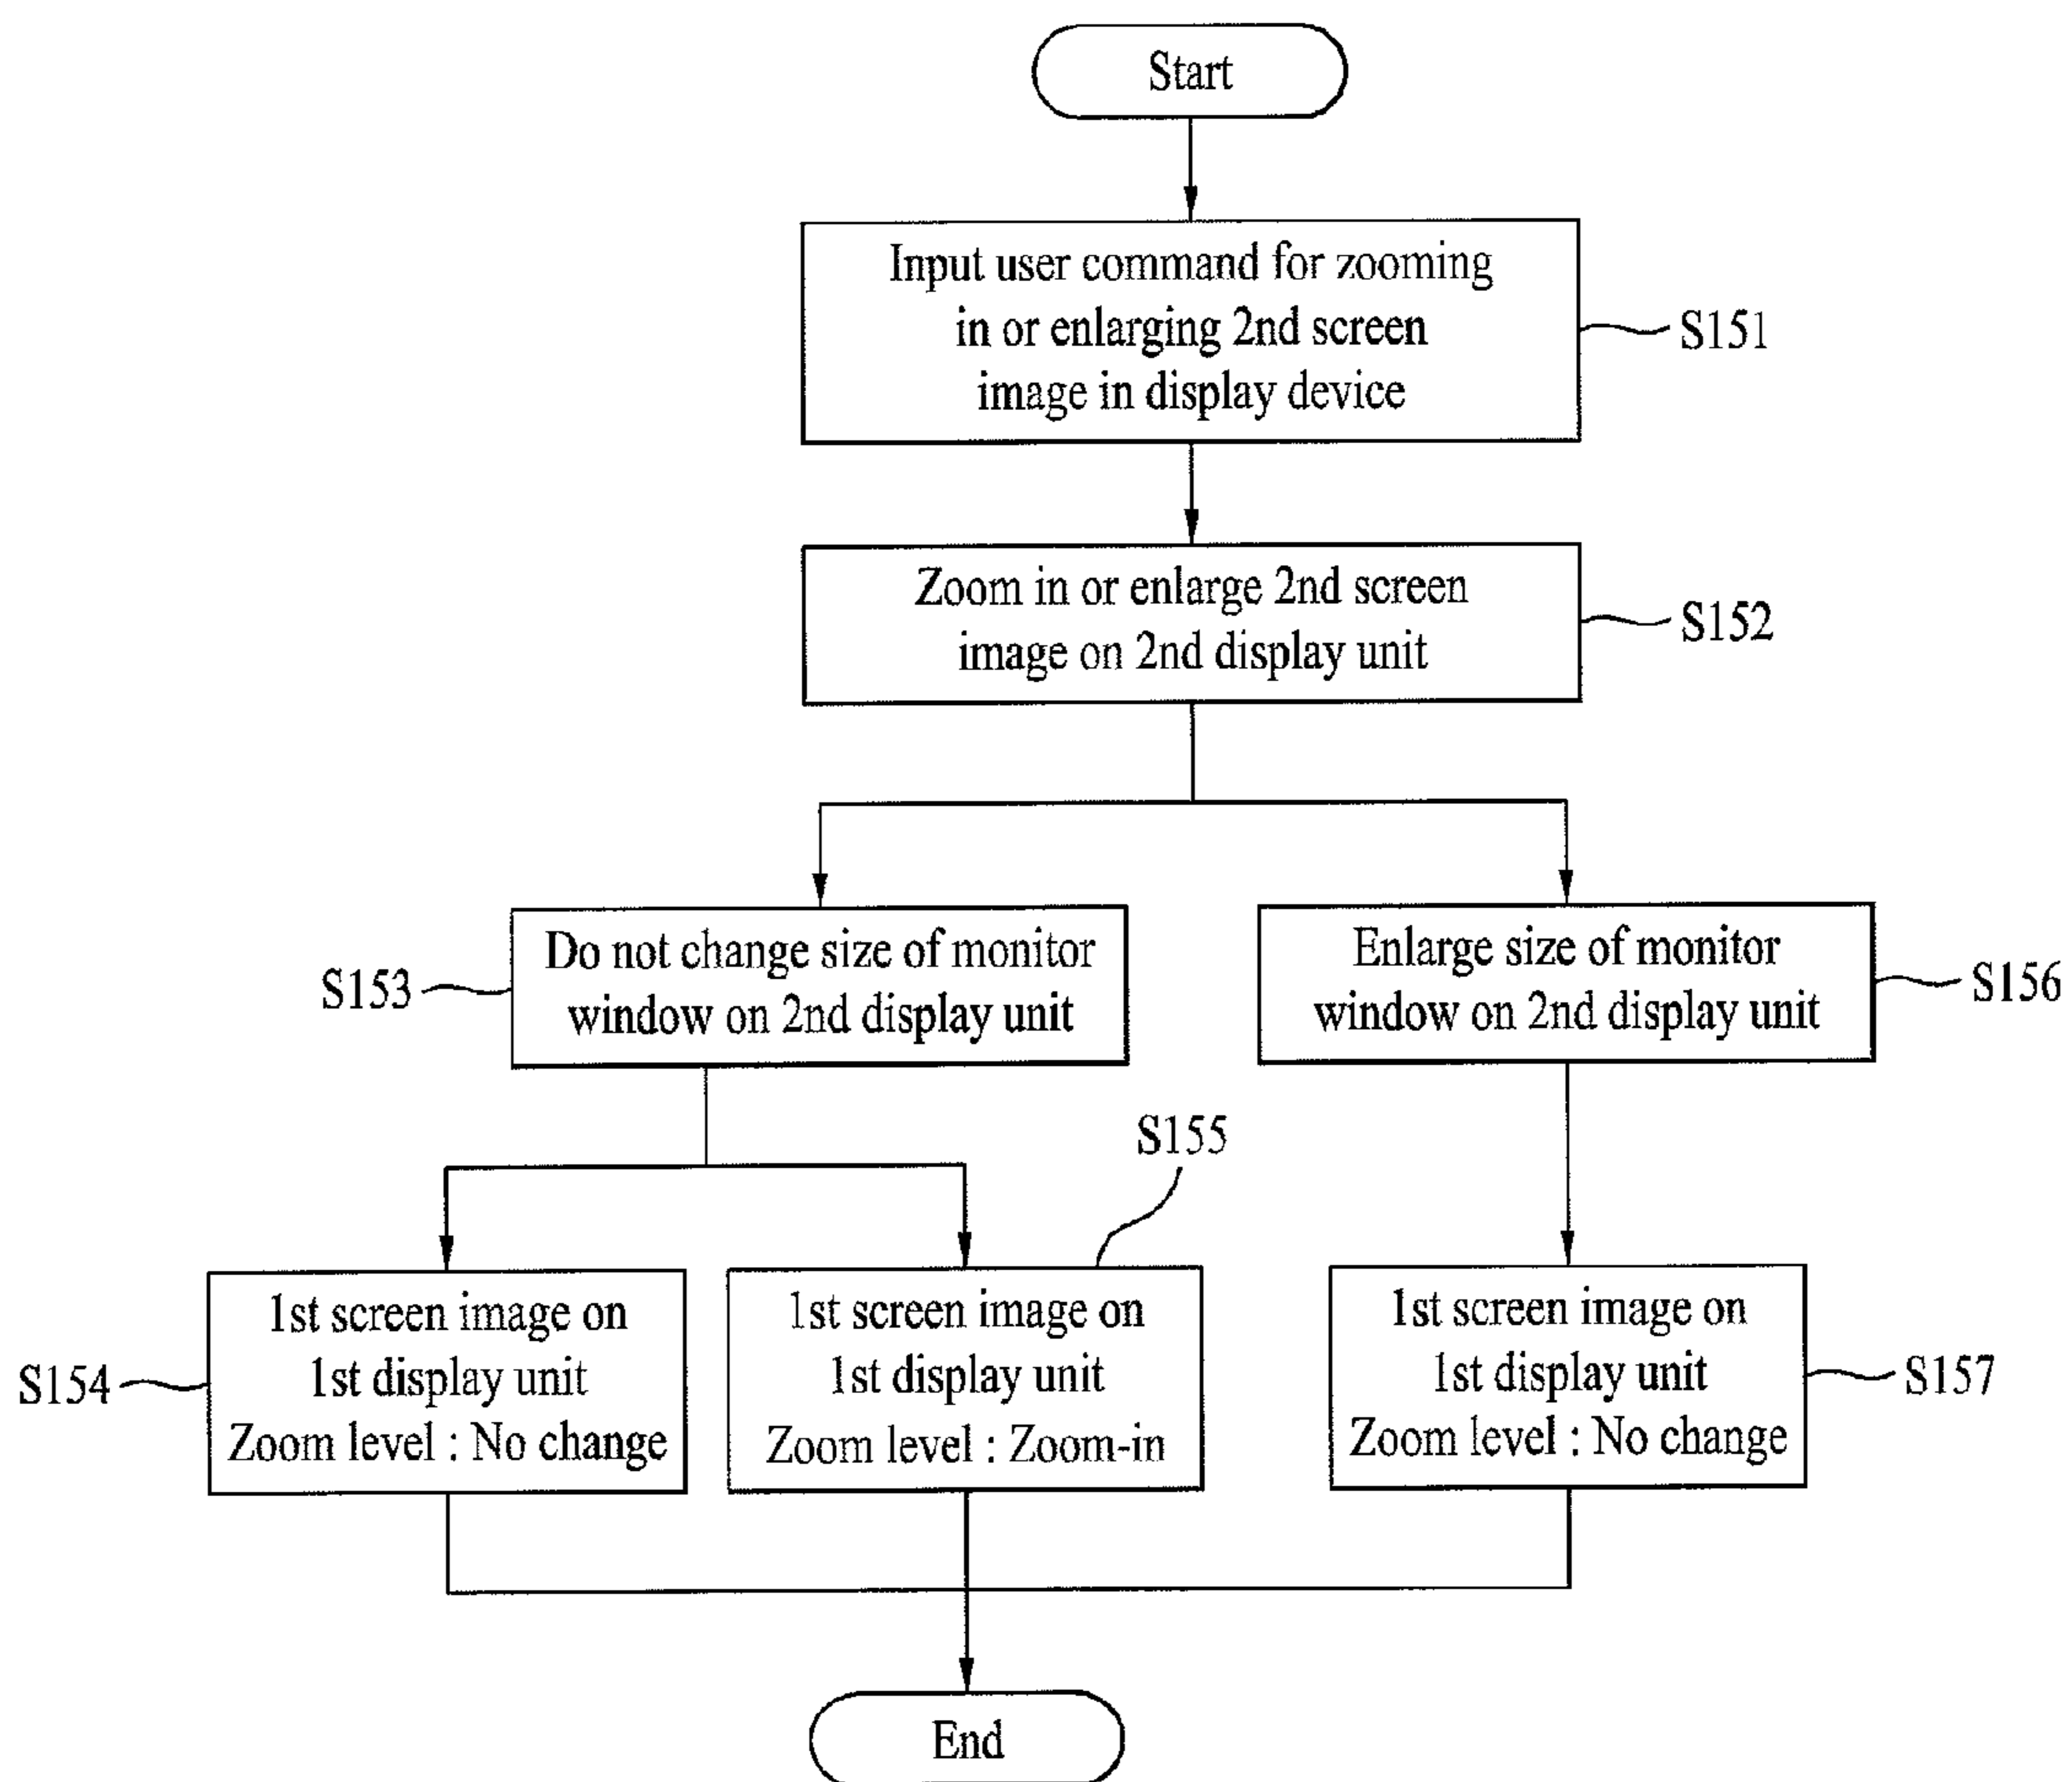 Start
Input user command for zooming
in or enlarging 2nd screen
image in display device
S151
Zoom in or enlarge 2nd screen
image on 2nd display unit
S152
S153
Do not change size of monitor
window on 2nd display unit
Enlarge size of monitor
window on 2nd display unit
S156
S155
S154
1st screen image on
1st display unit
Zoom level : No change
1st screen image on
1st display unit
Zoom level : Zoom-in
1st screen image on
1st display unit
Zoom level : No change
S157
End